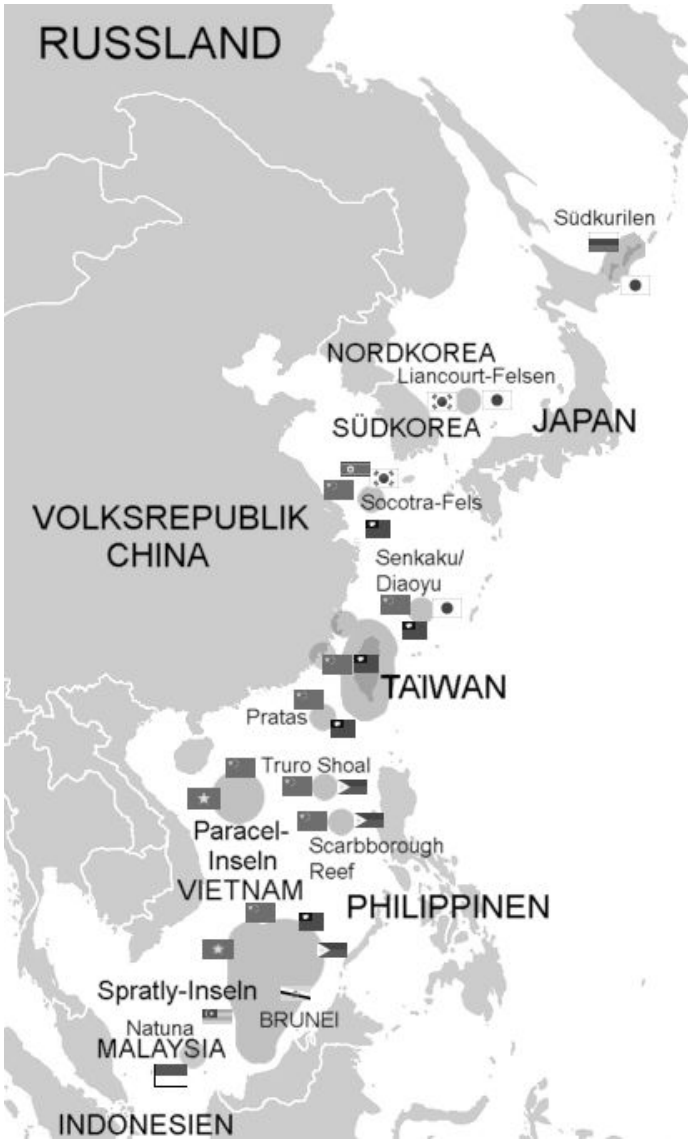 RUSSLAND
Südkurilen
NORDKOREA
Liancourt-Felsen
SÜDKOREA
JAPAN
Socotra-Fels
VOLKSREPUBLIK
CHINA
Senkaku/
Diaoyu
TAÏWAN
Pratas
Truro Shoal
Scarbborough
Reef
Paracel-
Inseln
VIETNAM
PHILIPPINEN
Spratly-Inseln
BRUNEI
Natuna
MALAYSIA
INDONESIEN